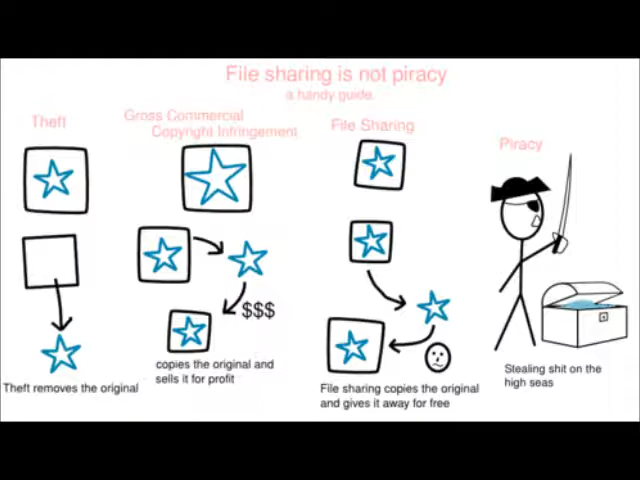 File sharing is not piracy
a handy guide.
Theft
Gross Commercial
Copyright Infringement
File Sharing
Piracy
$$$
Theft removes the original
copies the original and
sells it for profit
File sharing copies the original
and gives it away for free
Stealing shit on the
high seas